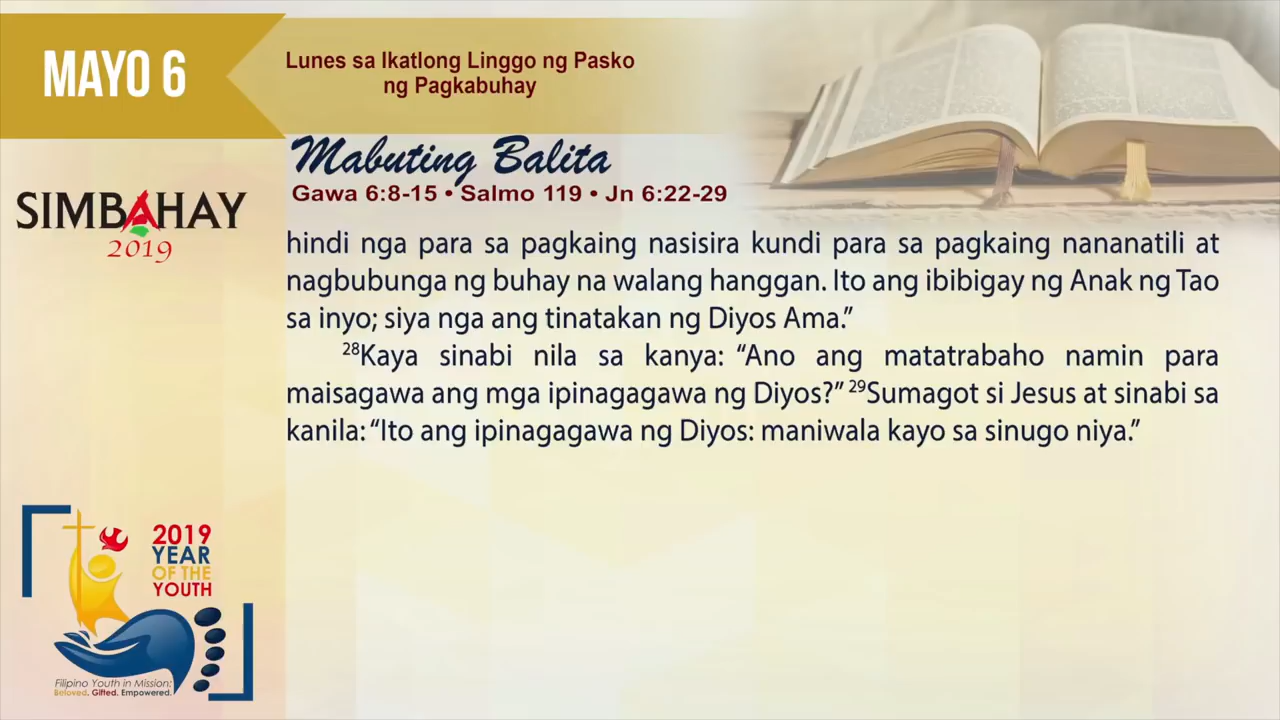 MAYO 6
Lunes sa Ikatlong Linggo ng Pasko
ng Pagkabuhay
Mabuting Balita
Gawa 6:8-15 • Salmo 119 • Jn 6:22-29
SIMBAHAY
2019
hindi nga para sa pagkaing nasisira kundi para sa pagkaing nananatili at
nagbubunga ng buhay na walang hanggan. Ito ang ibibigay ng Anak ng Tao
sa inyo; siya nga ang tinatakan ng Diyos Ama.”
²⁸Kaya sinabi nila sa kanya: “Ano ang matatrabaho namin para
maisagawa ang mga ipinagagawa ng Diyos?” ²⁹Sumagot si Jesus at sinabi sa
kanila: “Ito ang ipinagagawa ng Diyos: maniwala kayo sa sinugo niya.”
2019
YEAR
OF THE
YOUTH
Filipino Youth in Mission:
Beloved. Gifted. Empowered.